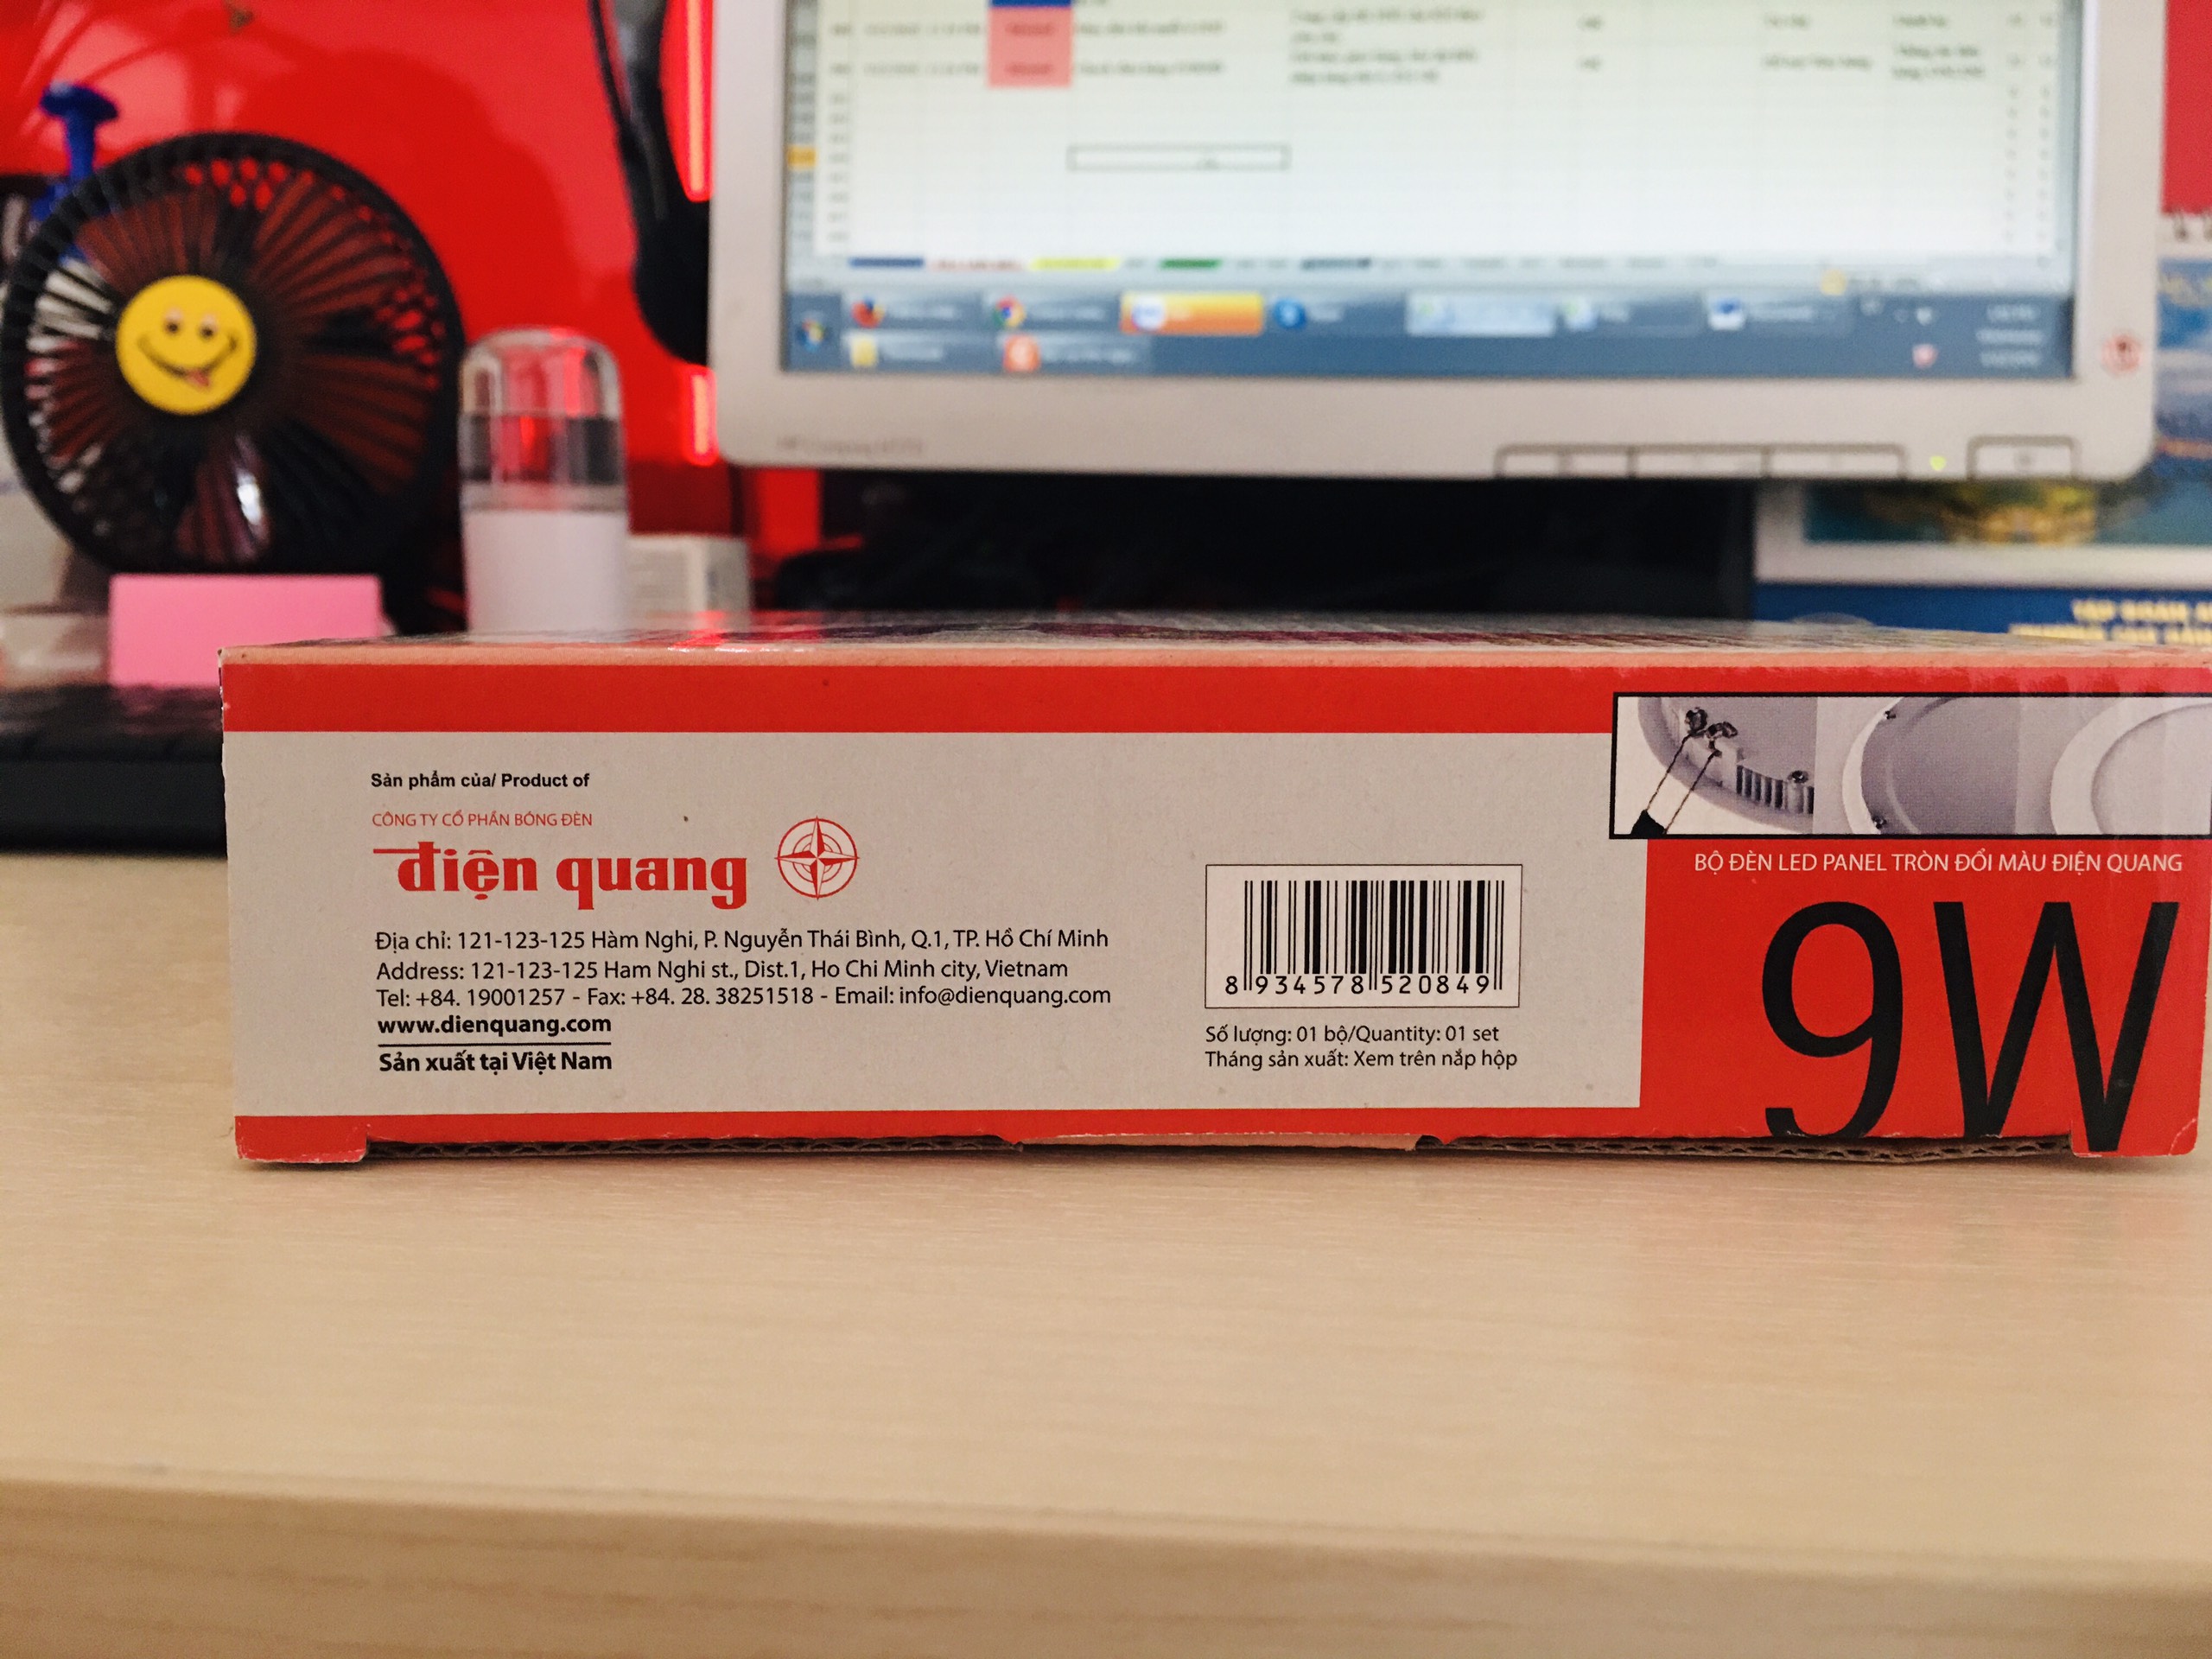 Sản phẩm của/ Product of
CÔNG TY CỔ PHẦN BÓNG ĐÈN
điện quang
Địa chỉ: 121-123-125 Hàm Nghi, P. Nguyễn Thái Bình, Q.1, TP. Hồ Chí Minh
Address: 121-123-125 Ham Nghi st., Dist.1, Ho Chi Minh city, Vietnam
Tel: +84. 19001257 - Fax: +84. 28. 38251518 - Email: info@dienquang.com
www.dienquang.com
Sản xuất tại Việt Nam
8 934578 520849
Số lượng: 01 bộ/Quantity: 01 set
Tháng sản xuất: Xem trên nắp hộp
BỘ ĐÈN LED PANEL TRÒN ĐỔI MÀU ĐIỆN QUANG
9W